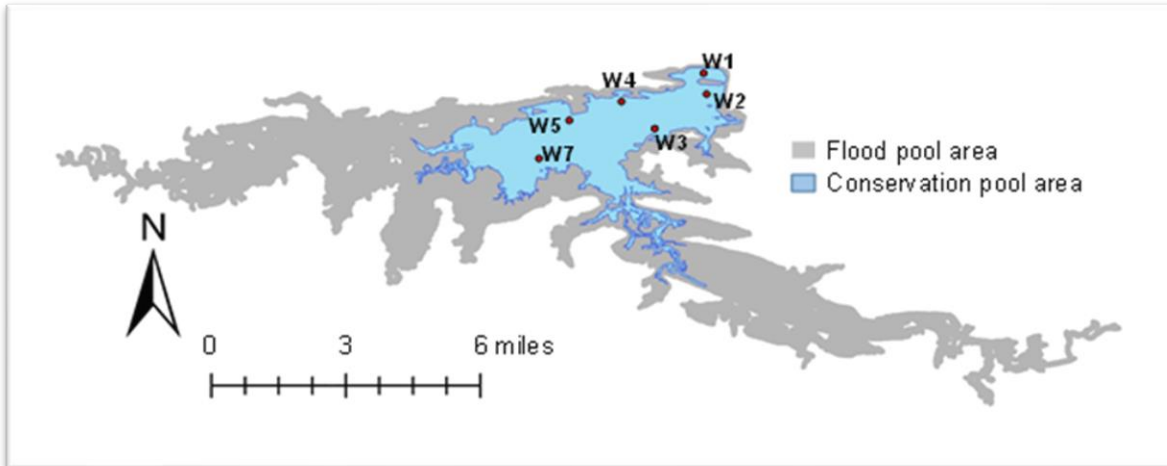 W1
W4
W2
W5
W3
W7
Flood pool area
Conservation pool area
N
0 3 6 miles